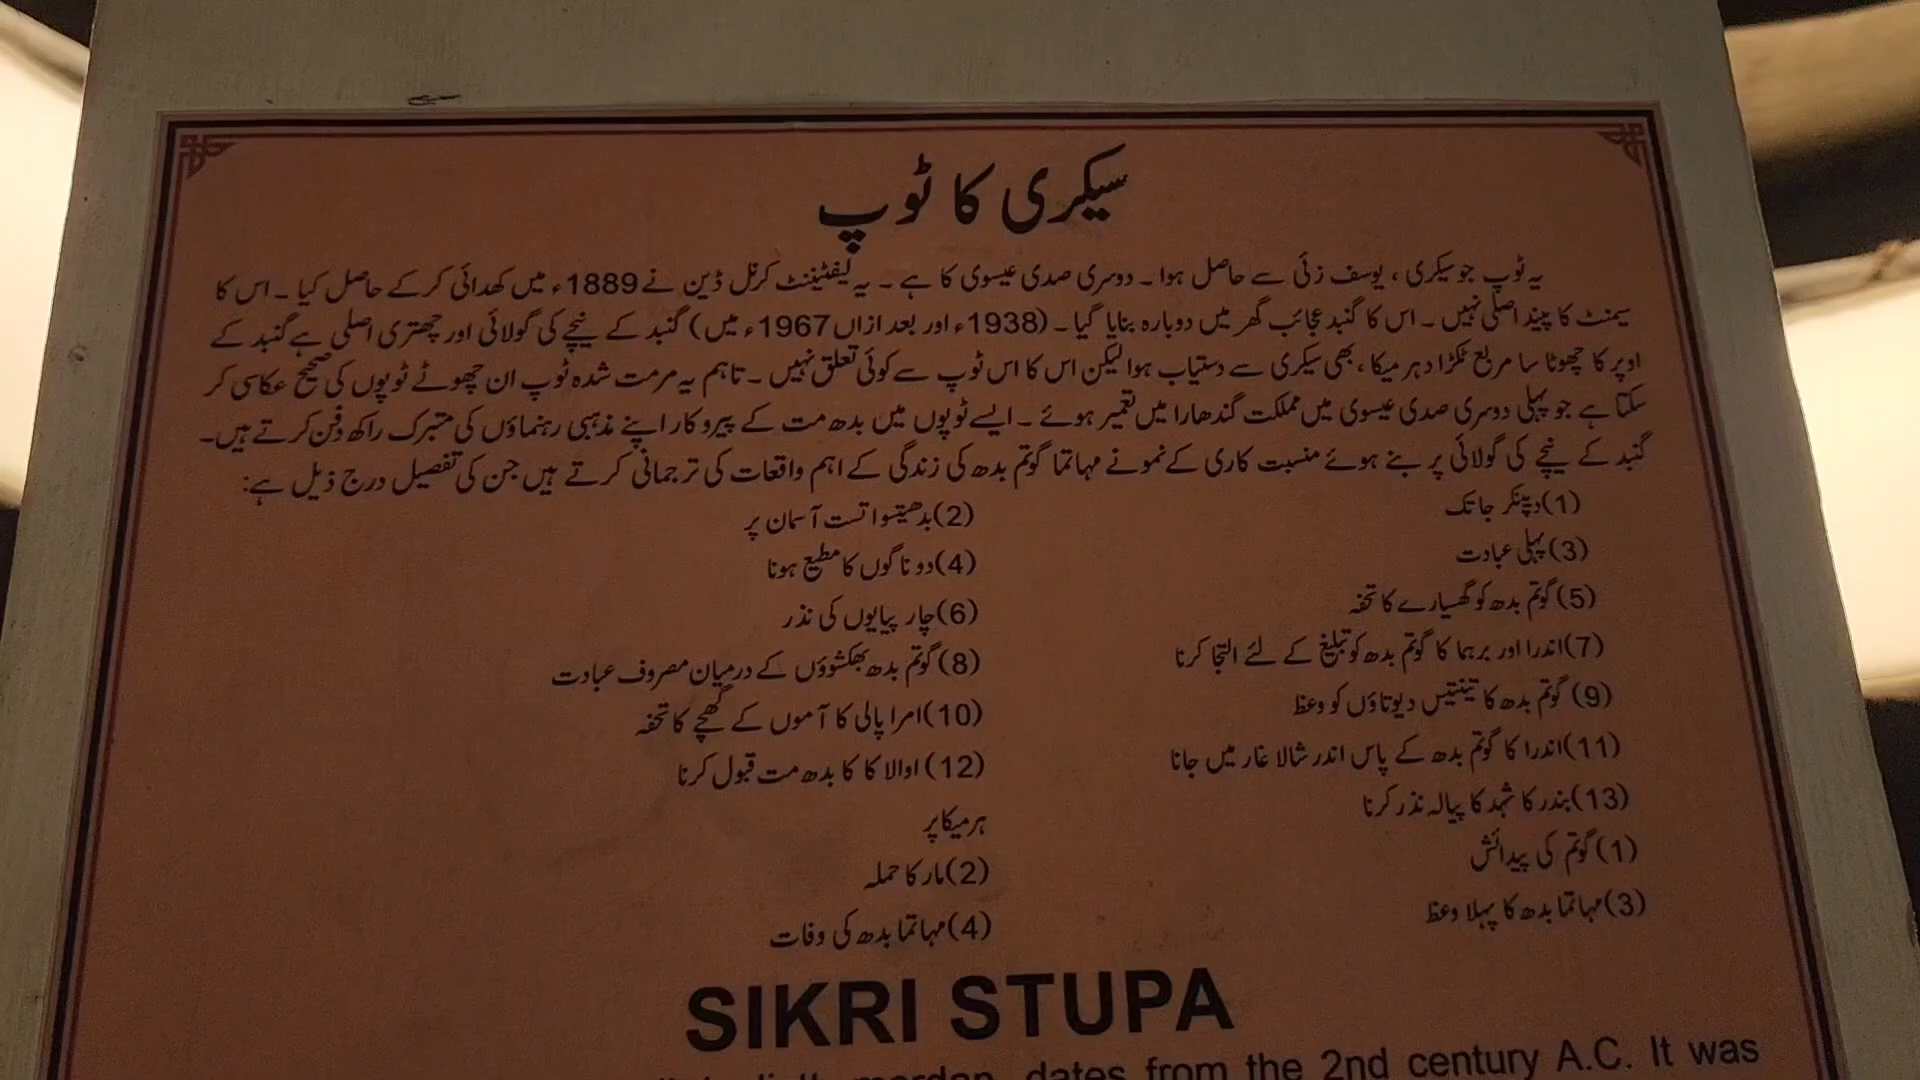 سیکری کا ٹوپ
یہ ٹوپ جو سیکری ، یوسف زئی سے حاصل ہوا ۔ دوسری صدی عیسوی کا ہے ۔ یہ لیفٹیننٹ کرنل ڈین نے 1889ء میں کھدائی کر کے حاصل کیا ۔ اس کا
سیمنٹ کا پیندا اصلی نہیں ۔ اس کا گنبد عجائب گھر میں دوبارہ بنایا گیا ۔ (1938ء اور بعد ازاں 1967ء میں) گنبد کے نیچے کی گولائی اور چھتری اصلی ہے گنبد کے
اوپر کا چھوٹا سا مربع ٹکڑا دہرمیکا ، بھی سیکری سے دستیاب ہوا لیکن اس کا اس ٹوپ سے کوئی تعلق نہیں ۔ تاہم یہ مرمت شدہ ٹوپ ان چھوٹے ٹوپوں کی صحیح عکاسی کر
سکتا ہے جو پہلی دوسری صدی عیسوی میں مملکت گندھارا میں تعمیر ہوئے ۔ ایسے ٹوپوں میں بدھ مت کے پیروکار اپنے مذہبی رہنماؤں کی متبرک راکھ دفن کرتے ہیں۔
گنبد کے نیچے کی گولائی پر بنے ہوئے منسبت کاری کے نمونے مہاتما گوتم بدھ کی زندگی کے اہم واقعات کی ترجمانی کرتے ہیں جن کی تفصیل درج ذیل ہے:
(1) دیپنکر جاتک (2) بدھیتسوا تست آسمان پر
(3) پہلی عبادت (4) دو ناگوں کا مطیع ہونا
(5) گوتم بدھ کو گھسیارے کا تحفہ (6) چار پیایوں کی نذر
(7) اندرا اور برہما کا گوتم بدھ کو تبلیغ کے لئے التجا کرنا (8) گوتم بدھ بھکشوؤں کے درمیان مصروف عبادت
(9) گوتم بدھ کا تینتیس دیوتاؤں کو وعظ (10) امراپالی کا آموں کے گچھے کا تحفہ
(11) اندرا کا گوتم بدھ کے پاس اندر شالا غار میں جانا (12) اوالا کا کا بدھ مت قبول کرنا
(13) بندر کا شہد کا پیالہ نذر کرنا
ہرمیکا پر
(1) گوتم کی پیدائش (2) مار کا حملہ
(3) مہاتما بدھ کا پہلا وعظ (4) مہاتما بدھ کی وفات
SIKRI STUPA
mardan, dates from the 2nd century A.C. It was